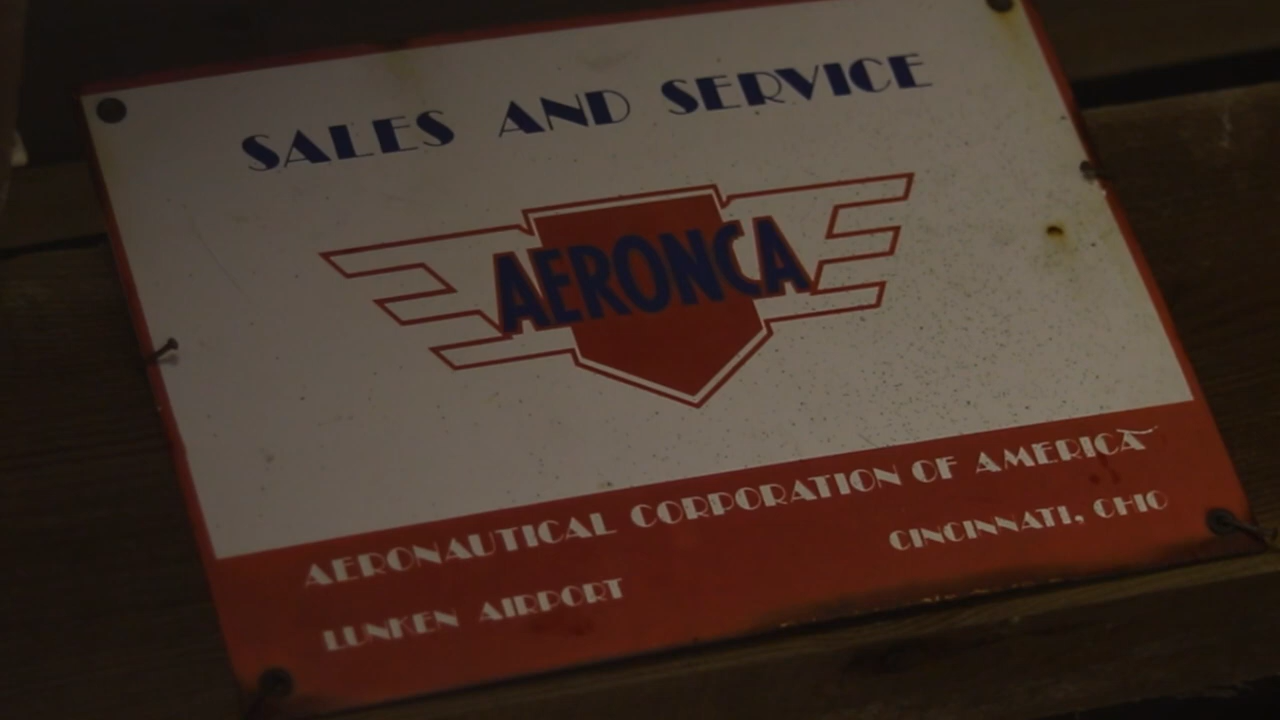 SALES AND SERVICE
AERONCA
AERONAUTICAL CORPORATION OF AMERICA
LUNKEN AIRPORT
CINCINNATI, OHIO